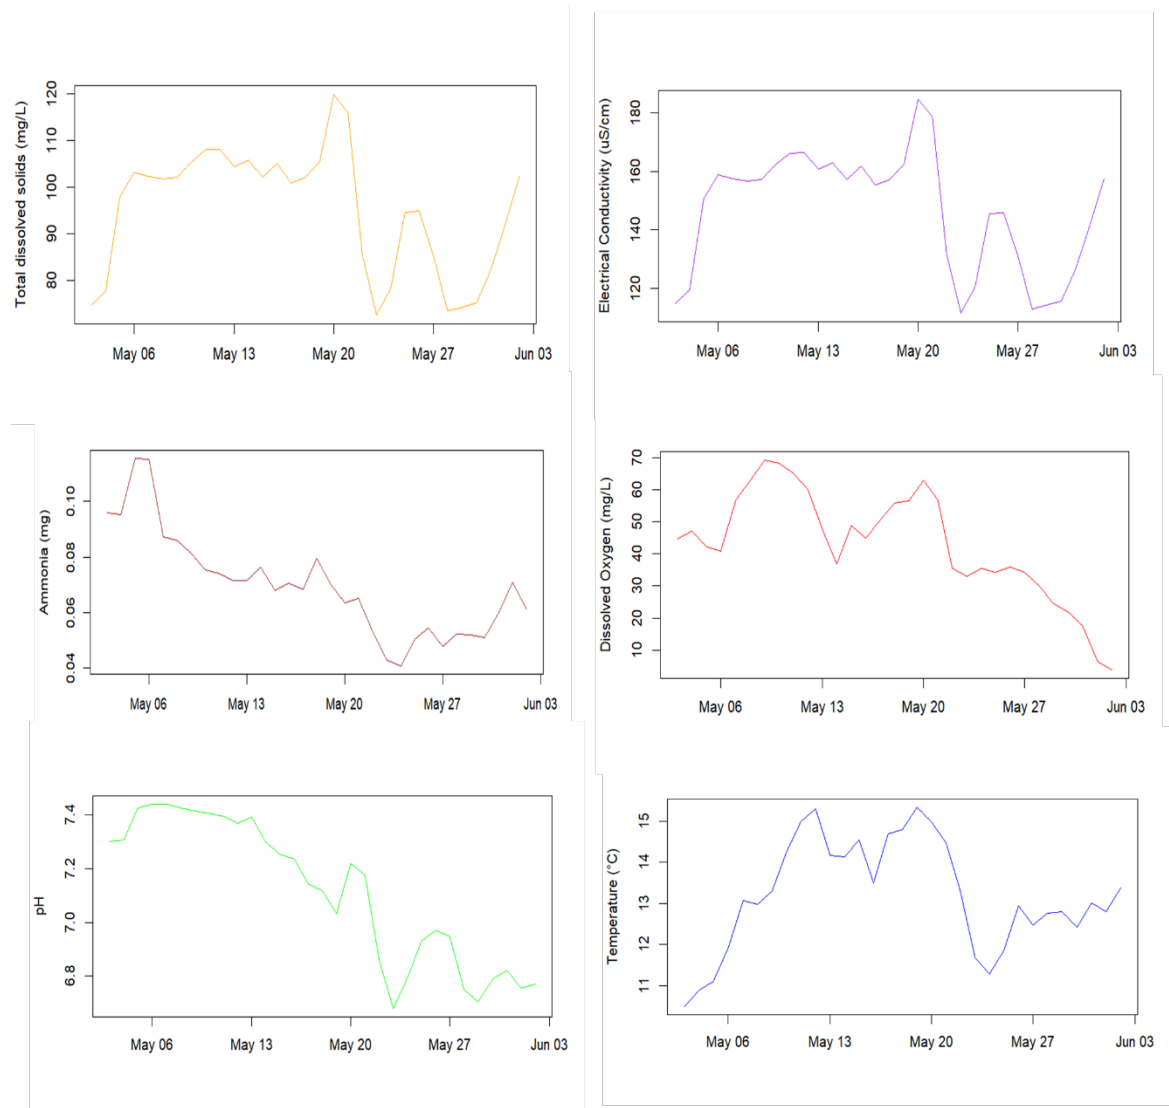 Total dissolved solids (mg/L)
120
110
100
90
80
May 06 May 13 May 20 May 27 Jun 03
Electrical Conductivity (uS/cm)
180
160
140
120
May 06 May 13 May 20 May 27 Jun 03
Ammonia (mg)
0.10
0.08
0.06
0.04
May 06 May 13 May 20 May 27 Jun 03
Dissolved Oxygen (mg/L)
70
60
50
40
30
20
10
May 06 May 13 May 20 May 27 Jun 03
pH
7.4
7.2
7.0
6.8
May 06 May 13 May 20 May 27 Jun 03
Temperature (°C)
15
14
13
12
11
May 06 May 13 May 20 May 27 Jun 03